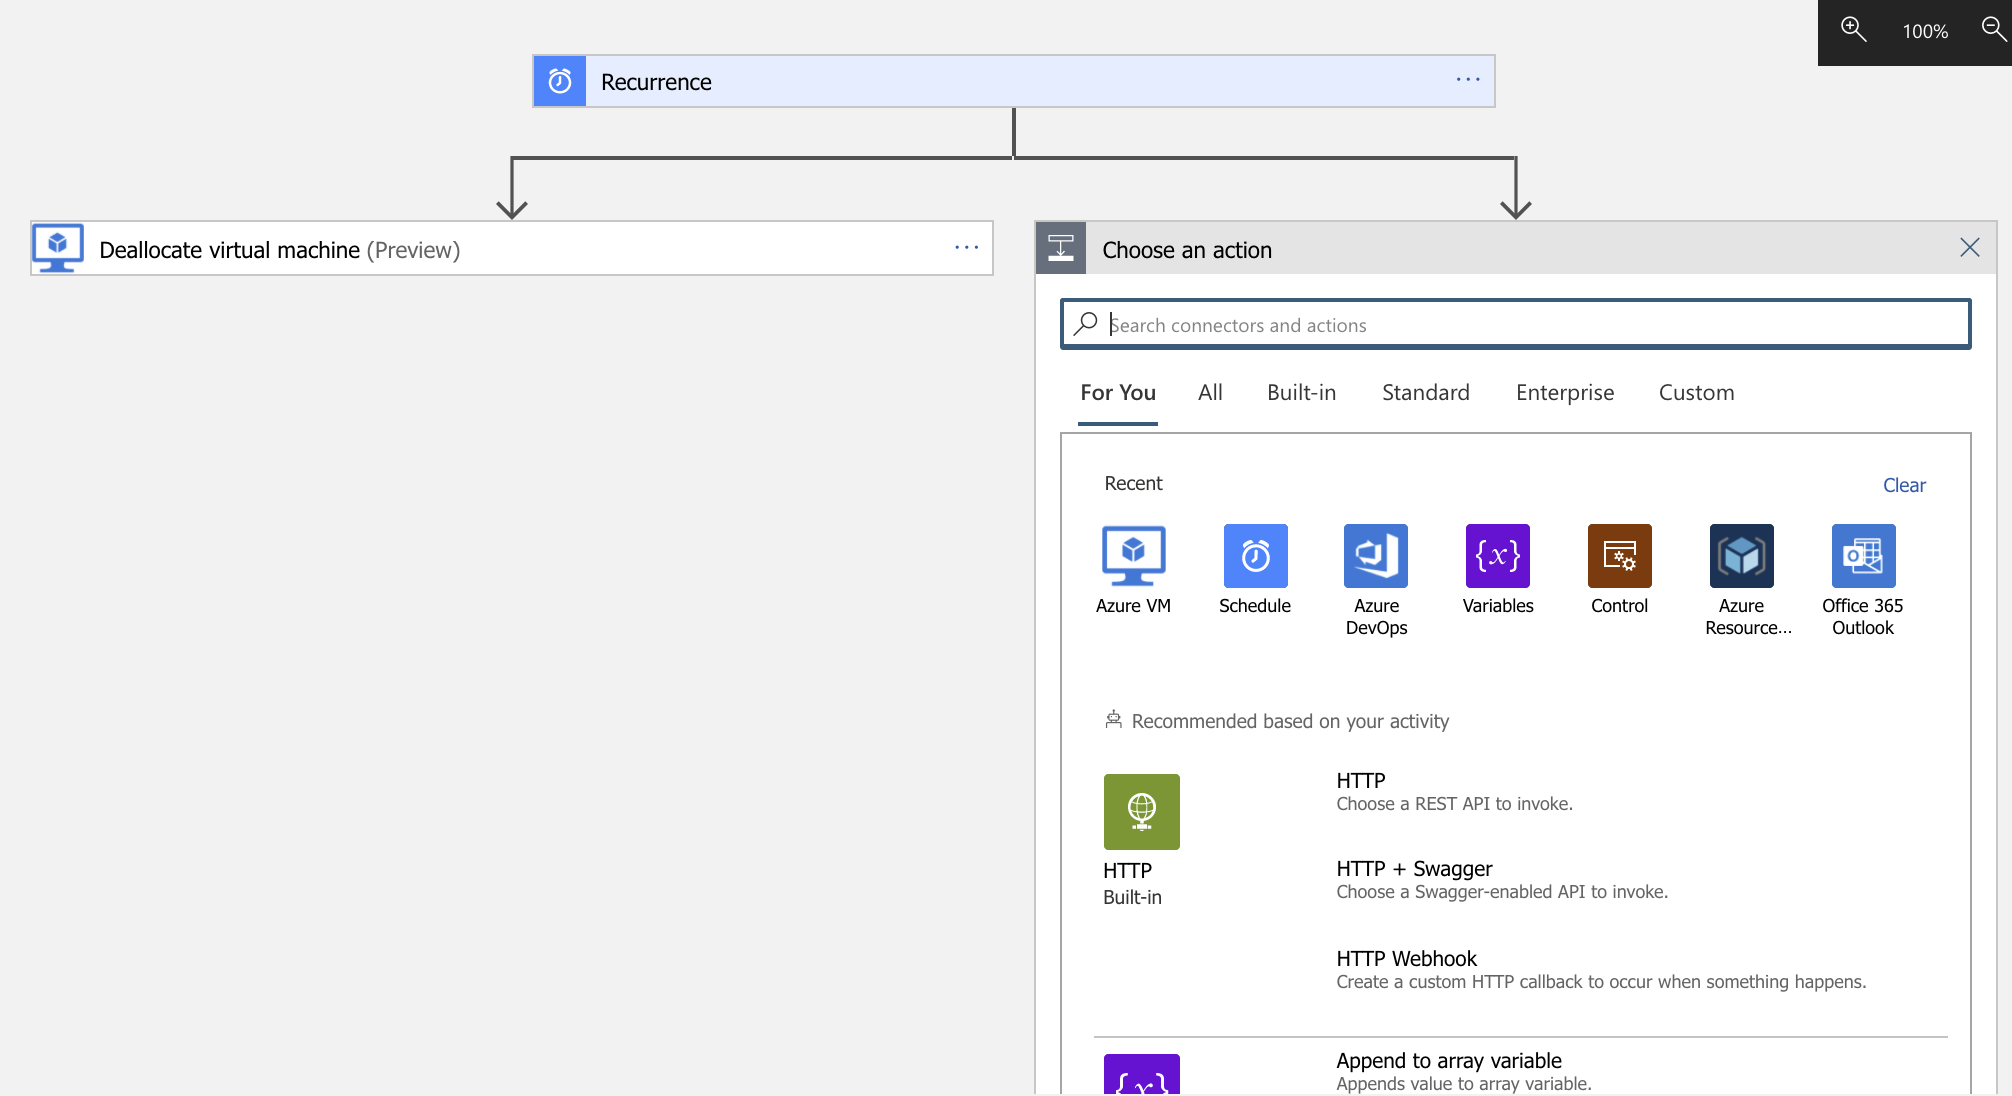 100%
Recurrence
Deallocate virtual machine (Preview)
Choose an action
Search connectors and actions
For You All Built-in Standard Enterprise Custom
Recent
Clear
Azure VM
Schedule
Azure
DevOps
Variables
Control
Azure
Resource...
Office 365
Outlook
Recommended based on your activity
HTTP
Built-in
HTTP
Choose a REST API to invoke.
HTTP + Swagger
Choose a Swagger-enabled API to invoke.
HTTP Webhook
Create a custom HTTP callback to occur when something happens.
Append to array variable
Appends value to array variable.